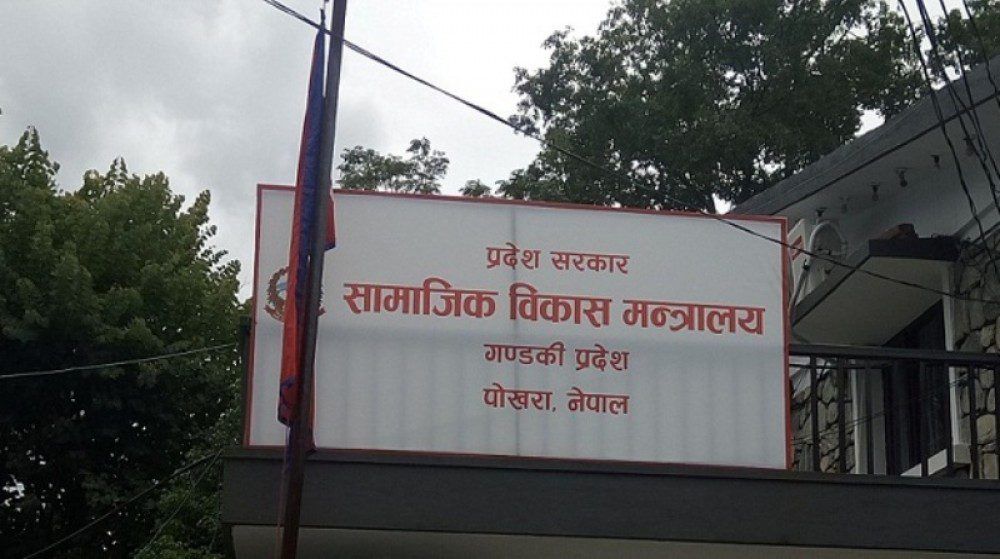 प्रदेश सरकार
सामाजिक विकास मन्त्रालय
गण्डकी प्रदेश
पोखरा, नेपाल